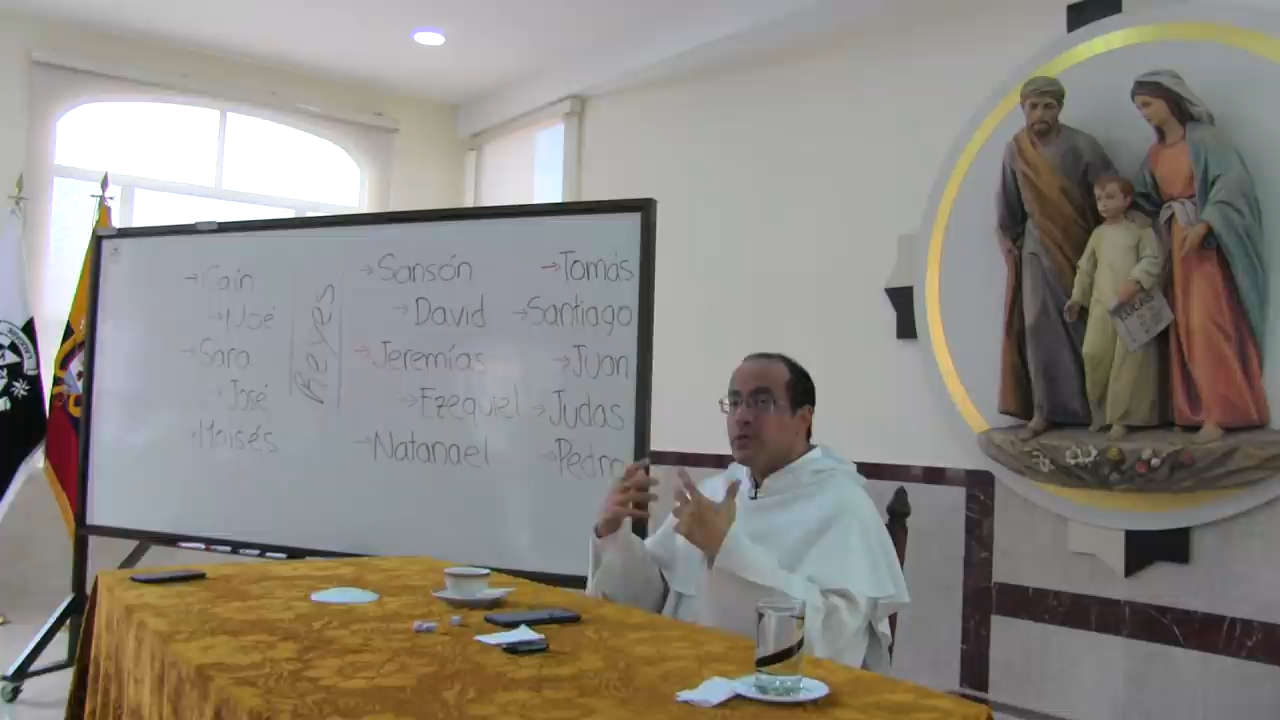 →Caín
→Noé
→Sara
→José
→Moisés
Reyes
→Sansón
→David
→Jeremías
→Ezequiel
→Natanael
→Tomás
→Santiago
→Juan
→Judas
→Pedro